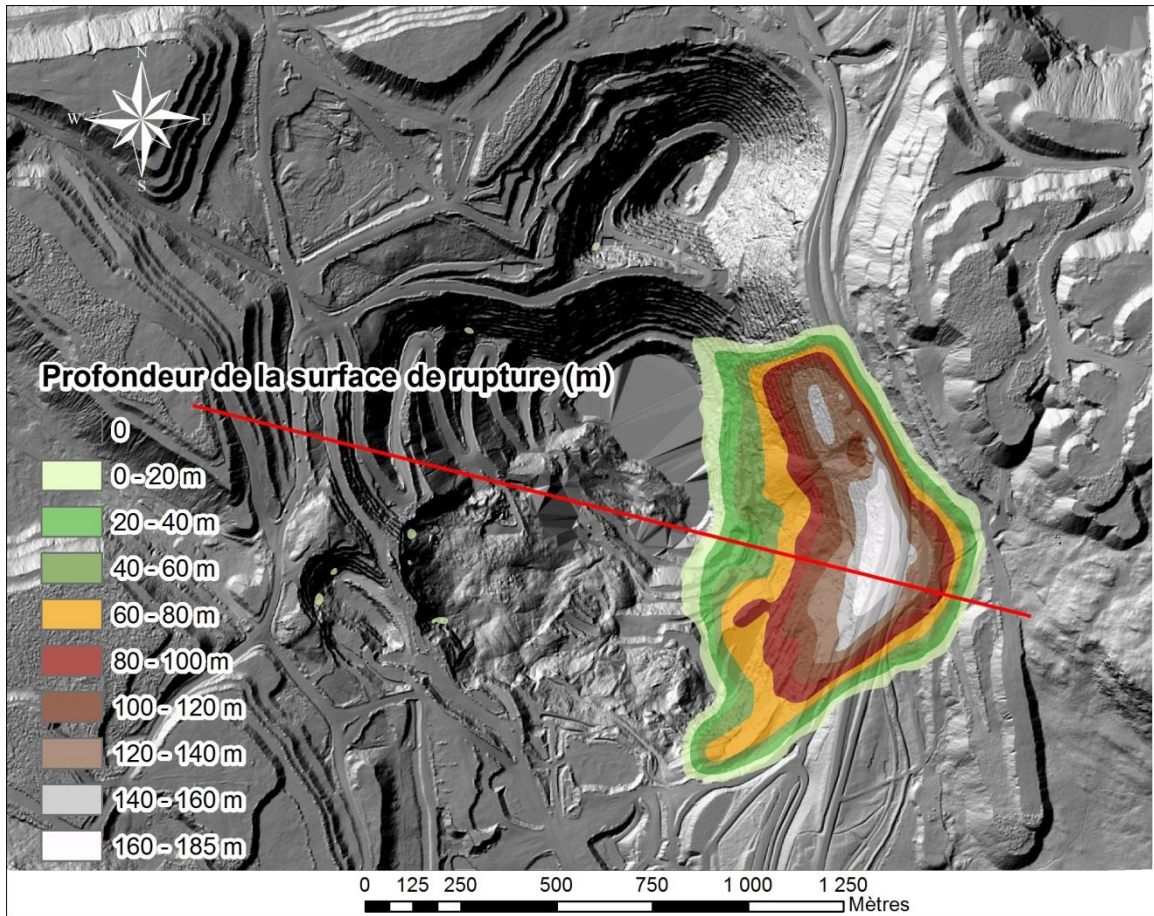 N
W E
S
Profondeur de la surface de rupture (m)
0
0 - 20 m
20 - 40 m
40 - 60 m
60 - 80 m
80 - 100 m
100 - 120 m
120 - 140 m
140 - 160 m
160 - 185 m
0 125 250 500 750 1 000 1 250
Mètres